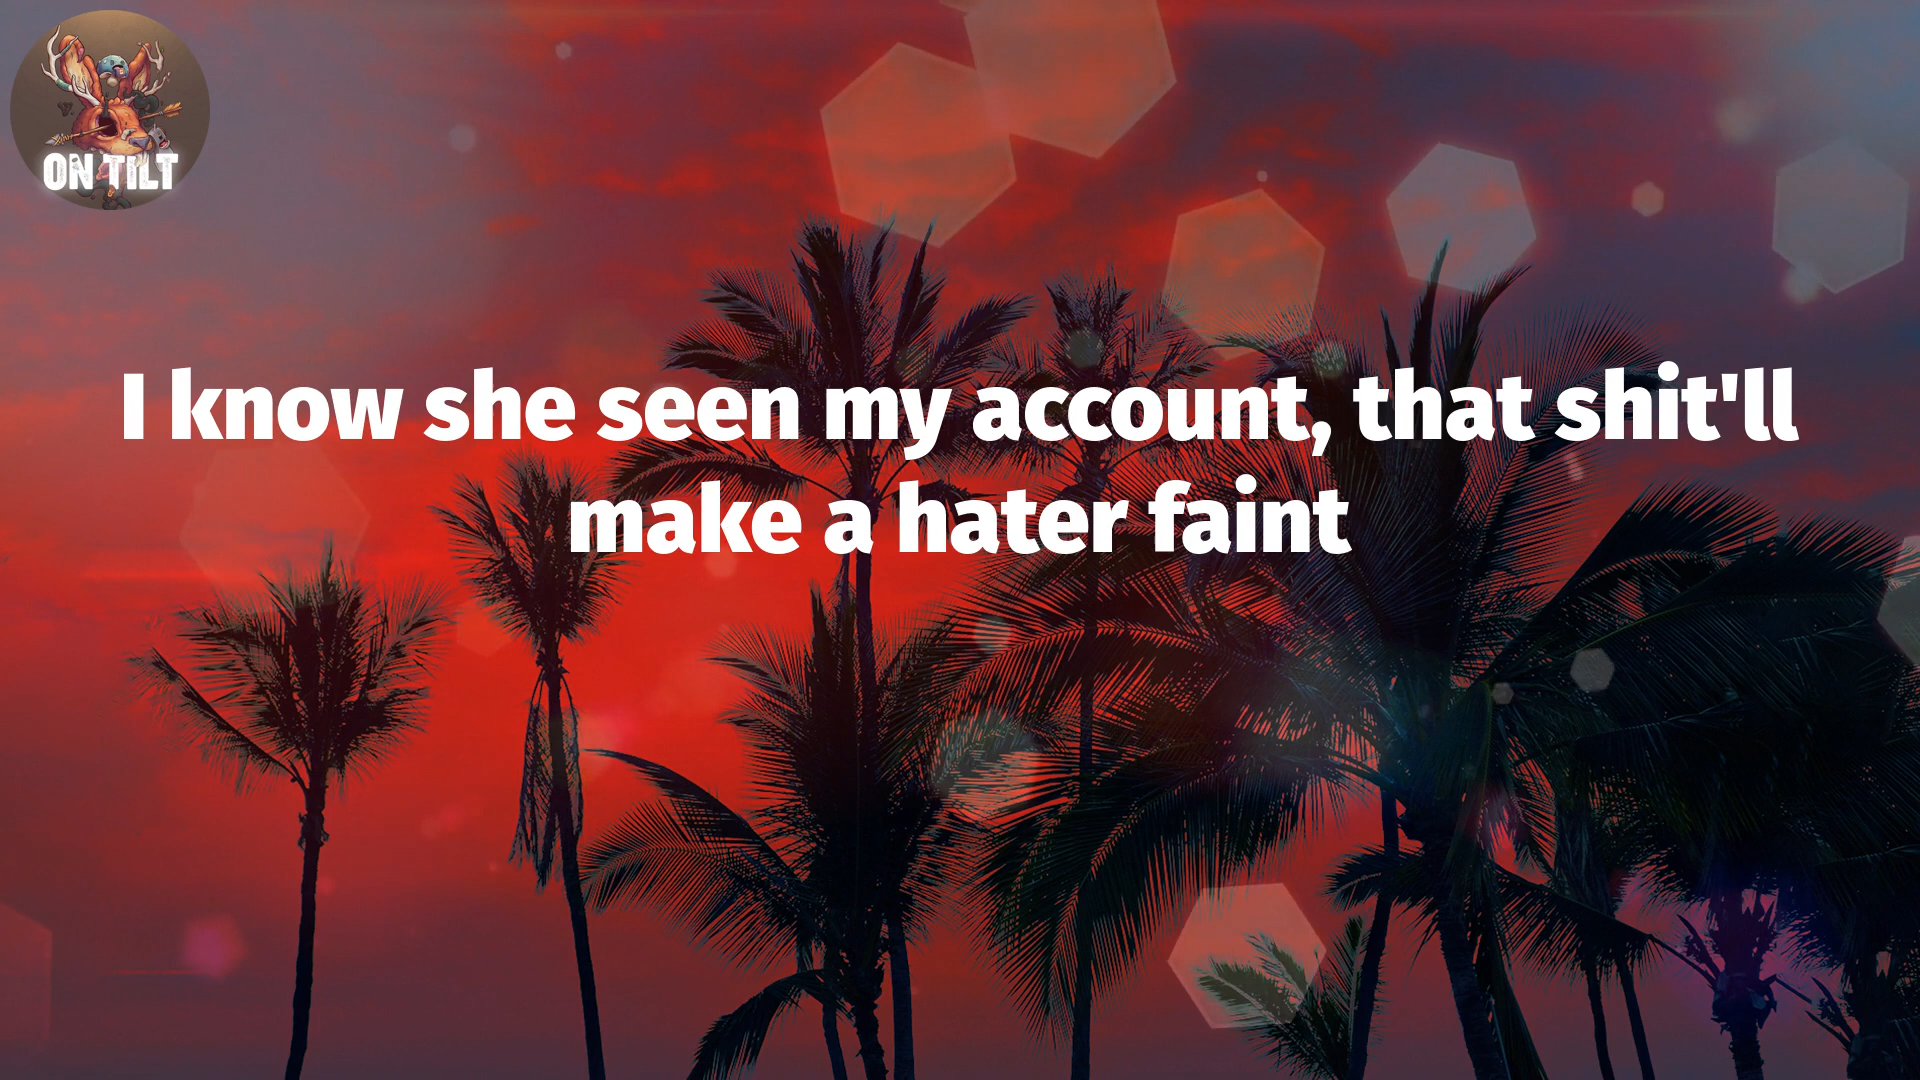 ON TILT
I know she seen my account, that shit'll
make a hater faint